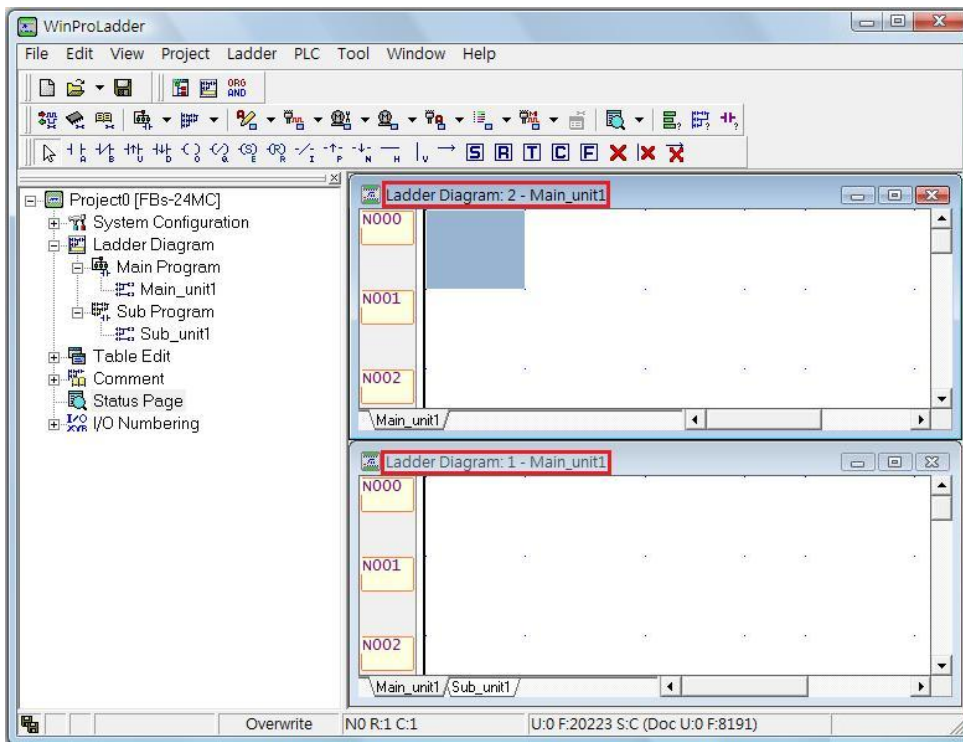 WinProLadder
File Edit View Project Ladder PLC Tool Window Help
ORG
AND
S R T C F
Project0 [FBs-24MC]
System Configuration
Ladder Diagram
Main Program
Main_unit1
Sub Program
Sub_unit1
Table Edit
Comment
Status Page
I/O Numbering
Ladder Diagram: 2 - Main_unit1
N000
N001
N002
Main_unit1
Ladder Diagram: 1 - Main_unit1
N000
N001
N002
Main_unit1 Sub_unit1
Overwrite N0 R:1 C:1 U:0 F:20223 S:C (Doc U:0 F:8191)